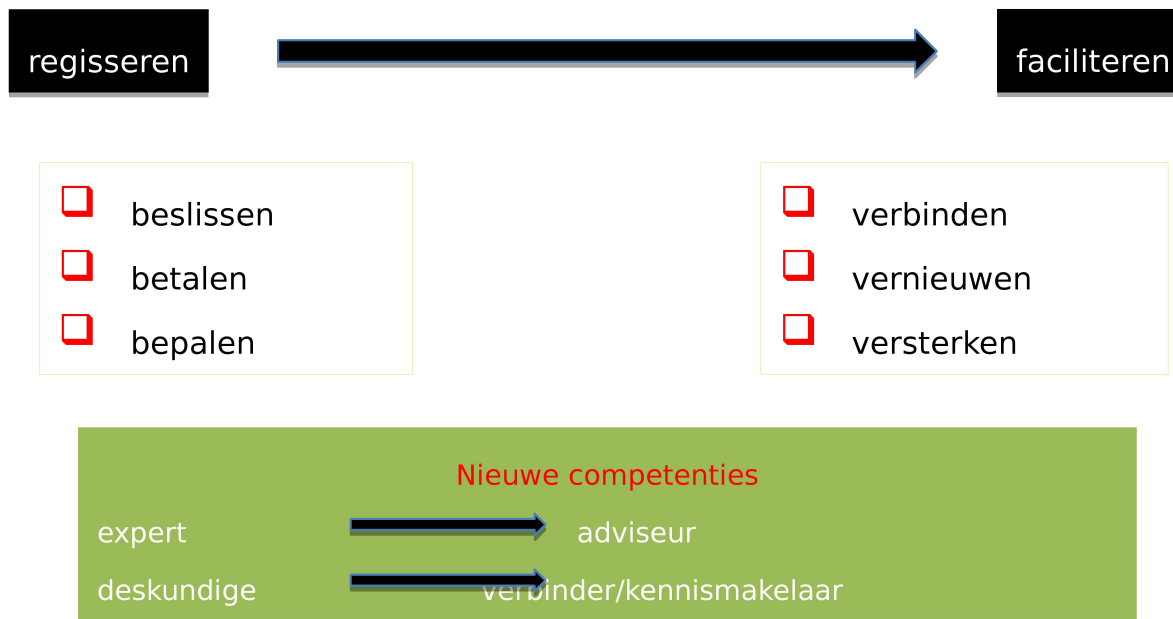 regisseren faciliteren
beslissen
betalen
bepalen
verbinden
vernieuwen
versterken
Nieuwe competenties
expert adviseur
deskundige verbinder/kennismakelaar